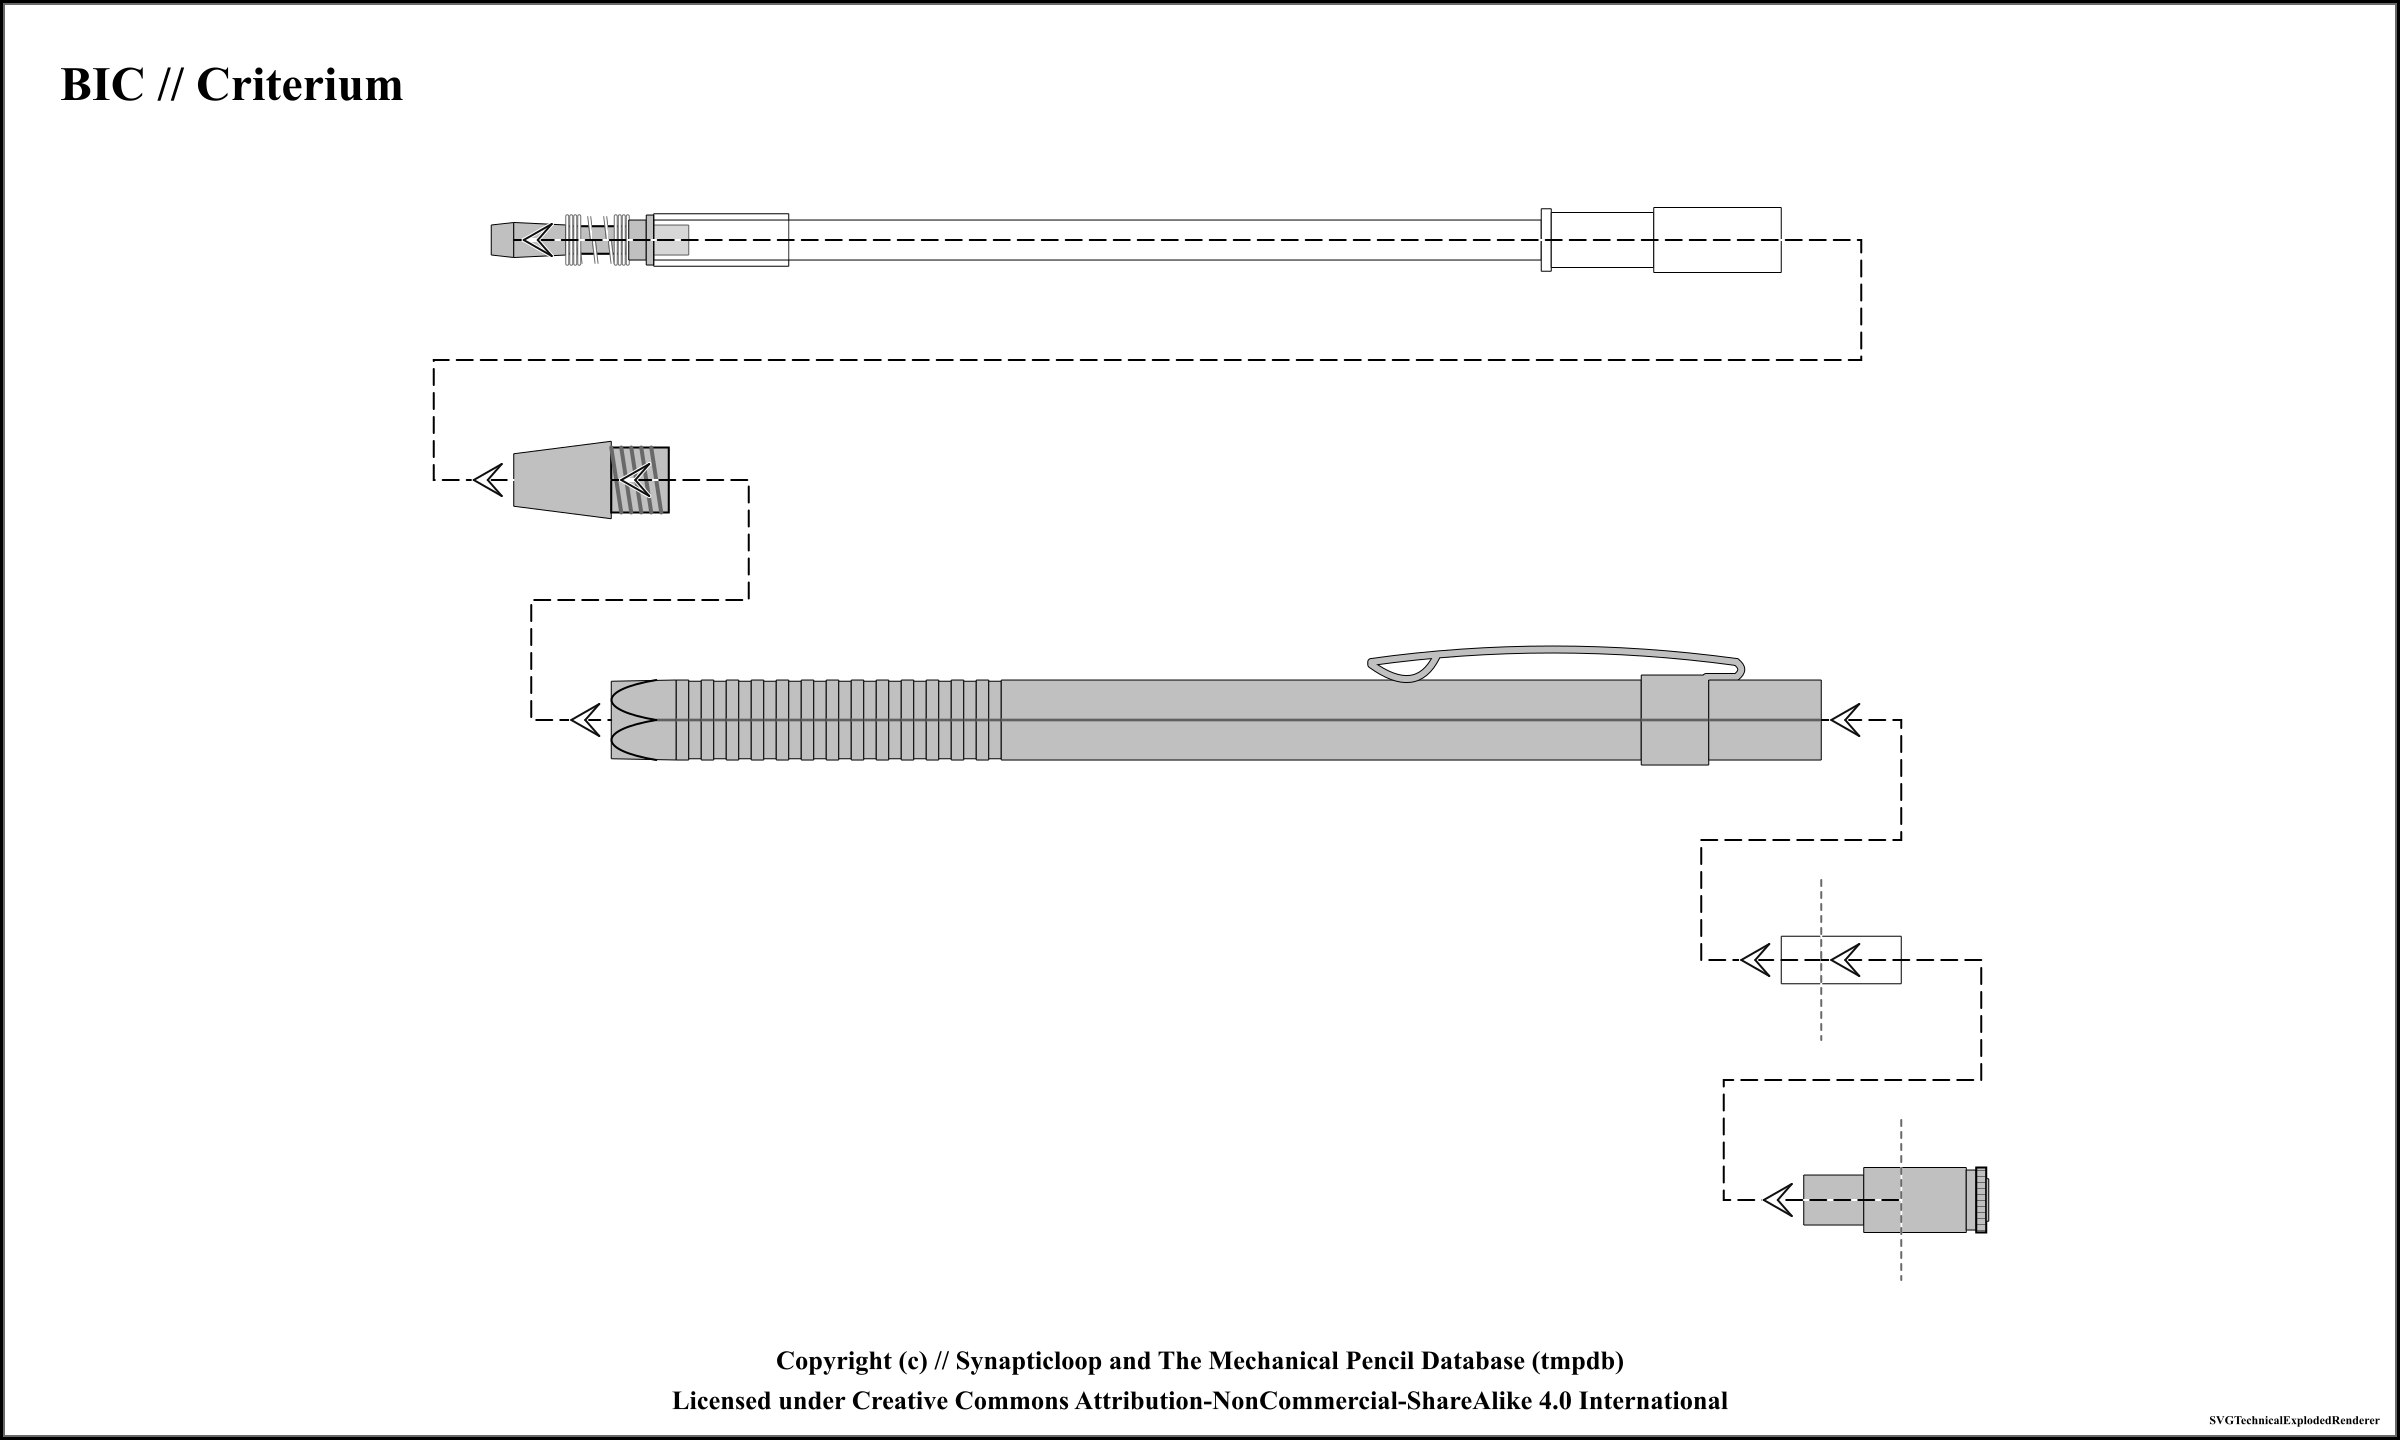 BIC // Criterium
Copyright (c) // Synapticloop and The Mechanical Pencil Database (tmpdb)
Licensed under Creative Commons Attribution-NonCommercial-ShareAlike 4.0 International
SVGTechnicalExplodedRenderer